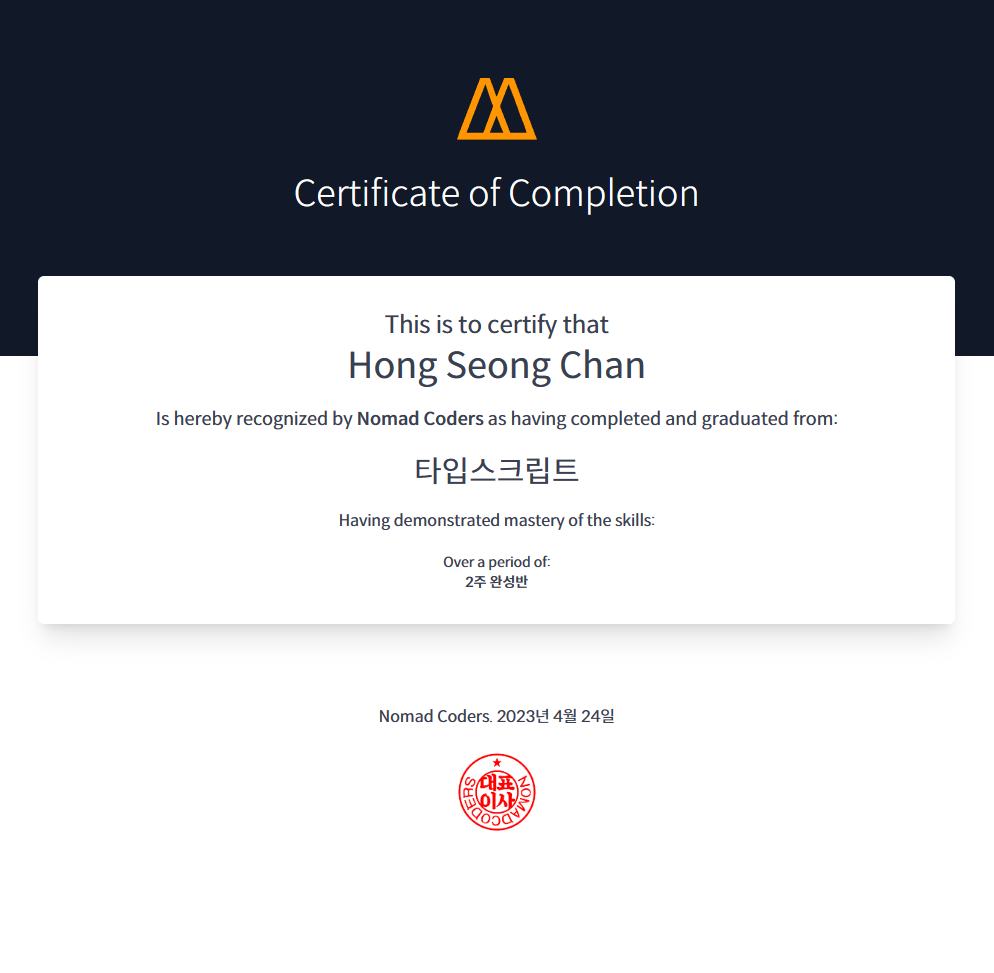 Certificate of Completion
This is to certify that
Hong Seong Chan
Is hereby recognized by Nomad Coders as having completed and graduated from:
타입스크립트
Having demonstrated mastery of the skills:
Over a period of:
2주 완성반
Nomad Coders. 2023년 4월 24일
대표
이사
NOMADCODERS